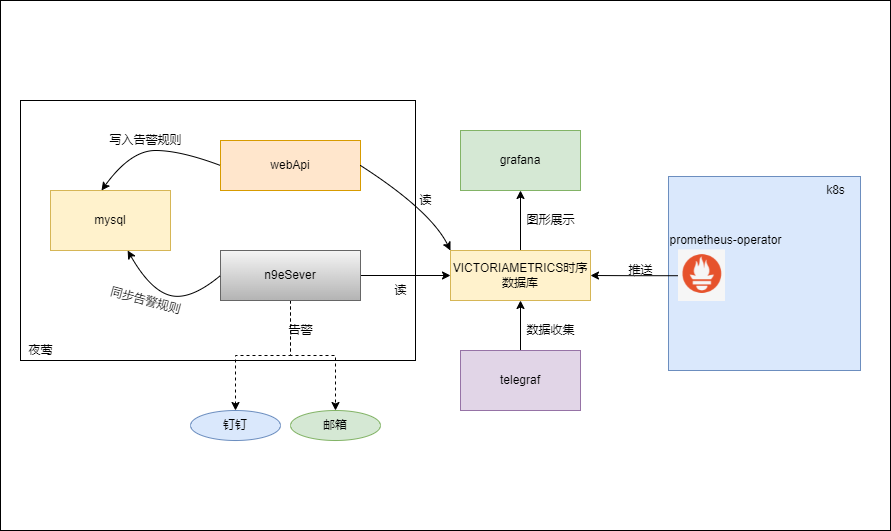 写入告警规则
webApi
grafana
k8s
读
mysql
图形展示
prometheus-operator
n9eSever
VICTORIAMETRICS时序
数据库
推送
读
同步告警规则
告警
数据收集
夜莺
telegraf
钉钉
邮箱